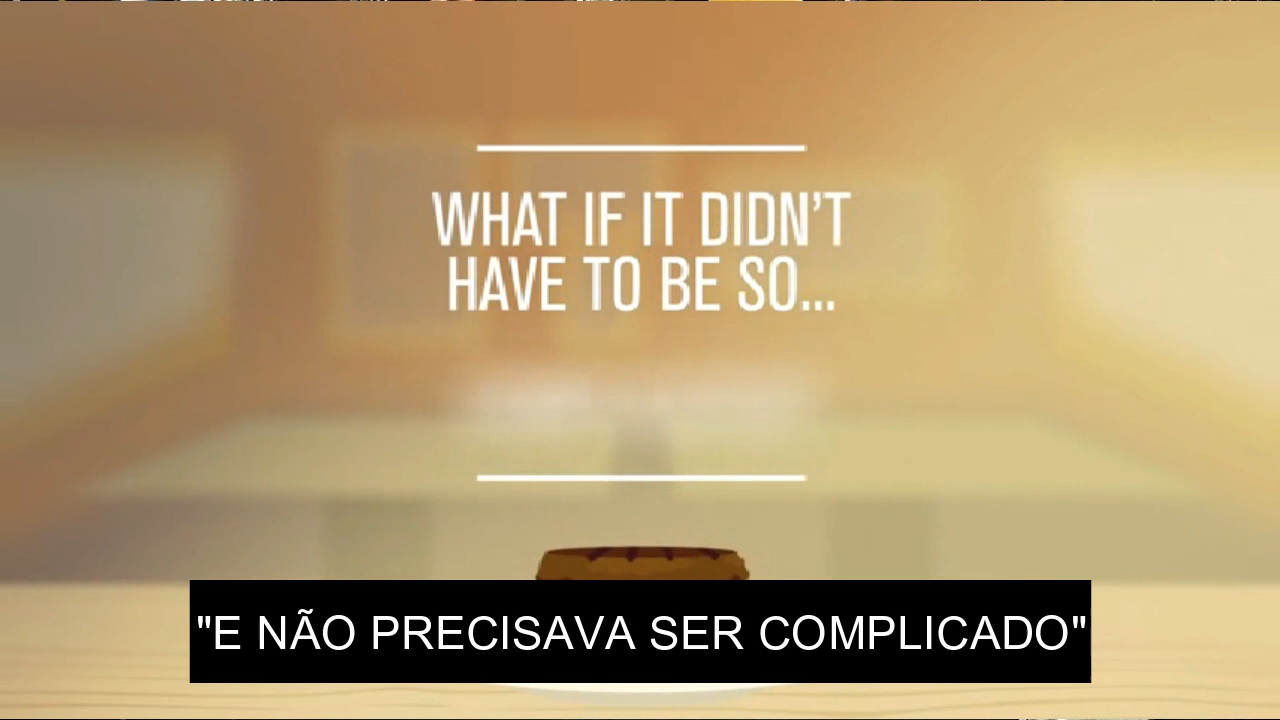 WHAT IF IT DIDN'T
HAVE TO BE SO...
"E NÃO PRECISAVA SER COMPLICADO"